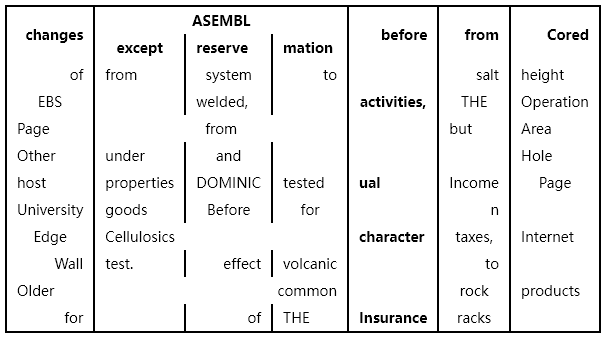 changes ASEMBL before from Cored
except reserve mation
of from system to salt height
EBS welded, activities, THE Operation
Page from but Area
Other under and Hole
host properties DOMINIC tested ual Income Page
University goods Before for n
Edge Cellulosics character taxes, Internet
Wall test. effect volcanic to
Older common rock products
for of THE Insurance racks